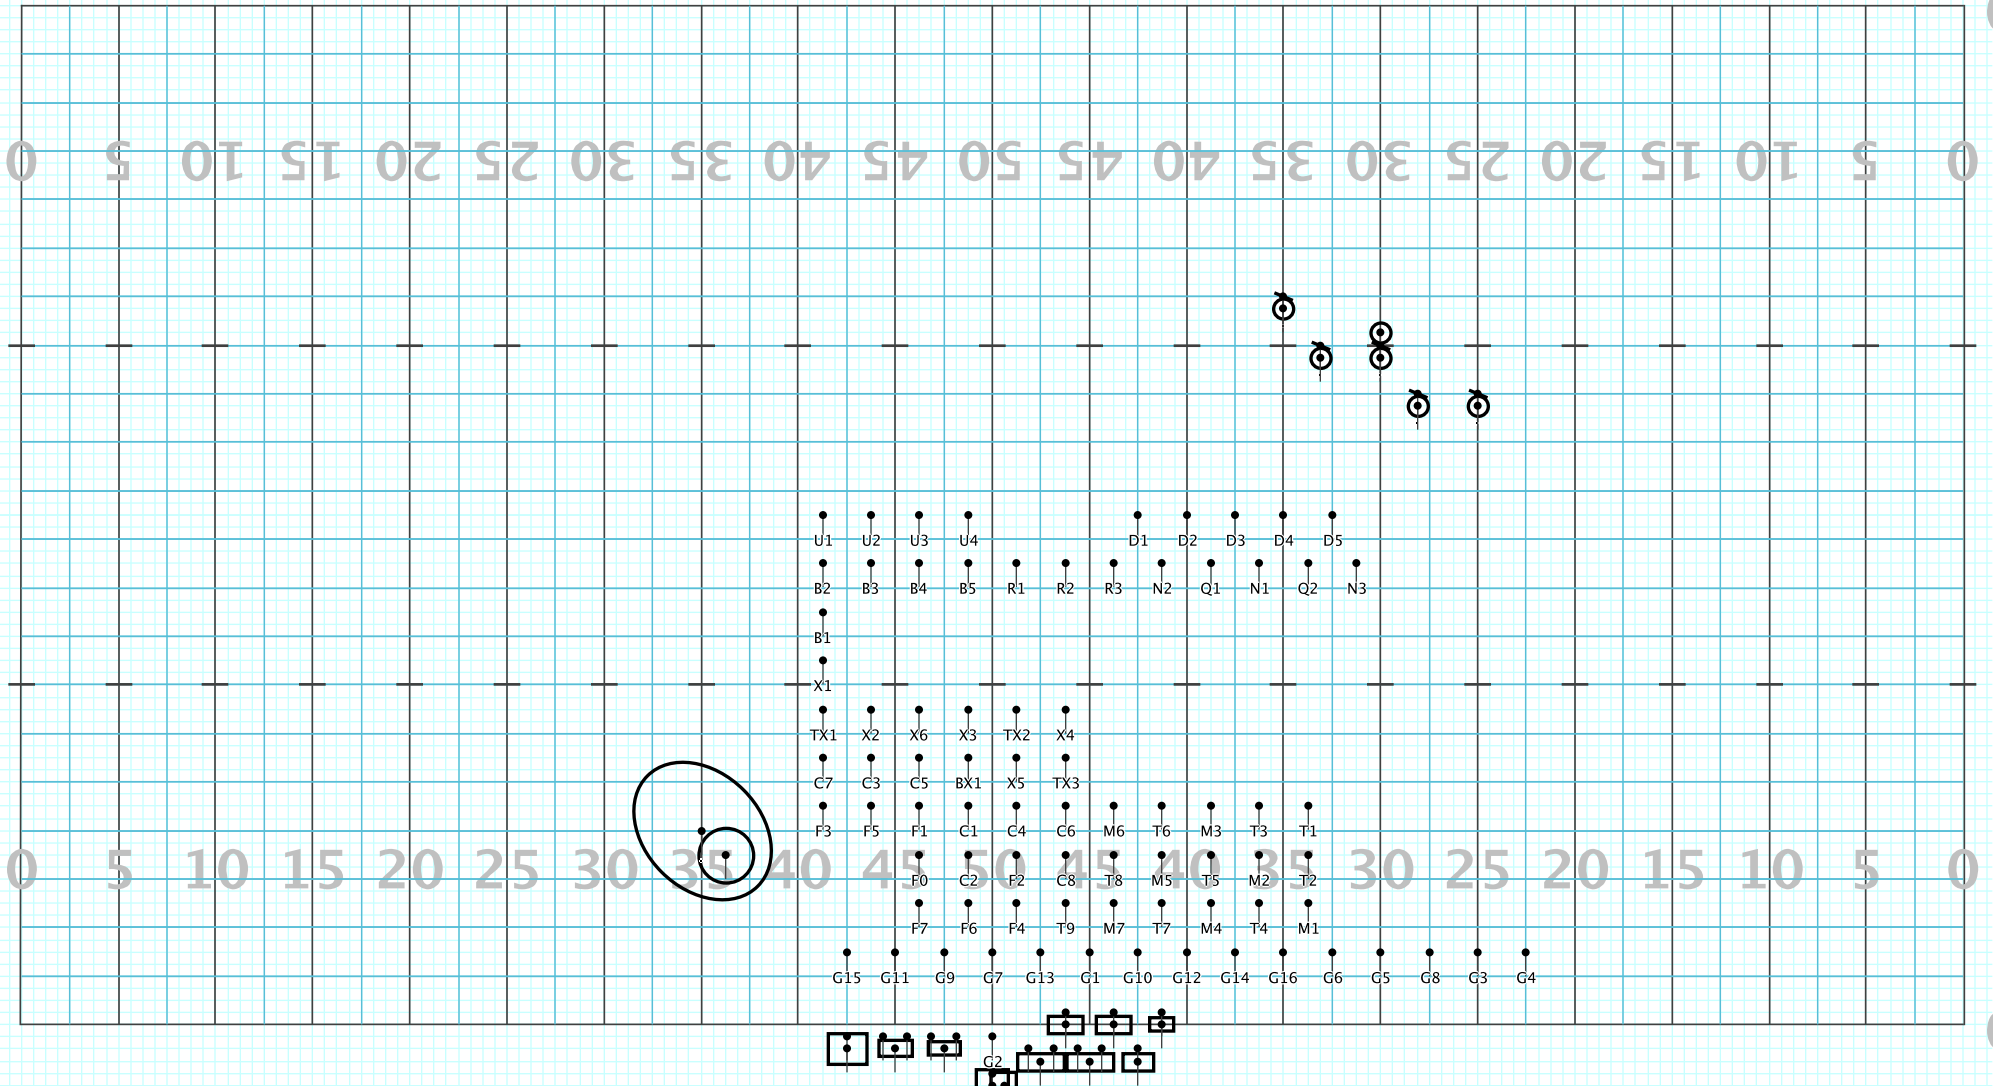 0 5 10 15 20 25 30 35 40 45 50 45 40 35 30 25 20 15 10 5 0
U1 U2 U3 U4 D1 D2 D3 D4 D5
B2 B3 B4 B5 R1 R2 R3 N2 Q1 N1 Q2 N3
B1
X1
TX1 X2 X6 X3 TX2 X4
C7 C3 C5 BX1 X5 TX3
F3 F5 F1 C1 C4 C6 M6 T6 M3 T3 T1
0 5 10 15 20 25 30 35 40 45 50 45 40 35 30 25 20 15 10 5 0
F0 C2 F2 C8 T8 M5 T5 M2 T2
F7 F6 F4 T9 M7 T7 M4 T4 M1
G15 G11 G9 G7 G13 G1 G10 G12 G14 G16 G6 G5 G8 G3 G4
G2